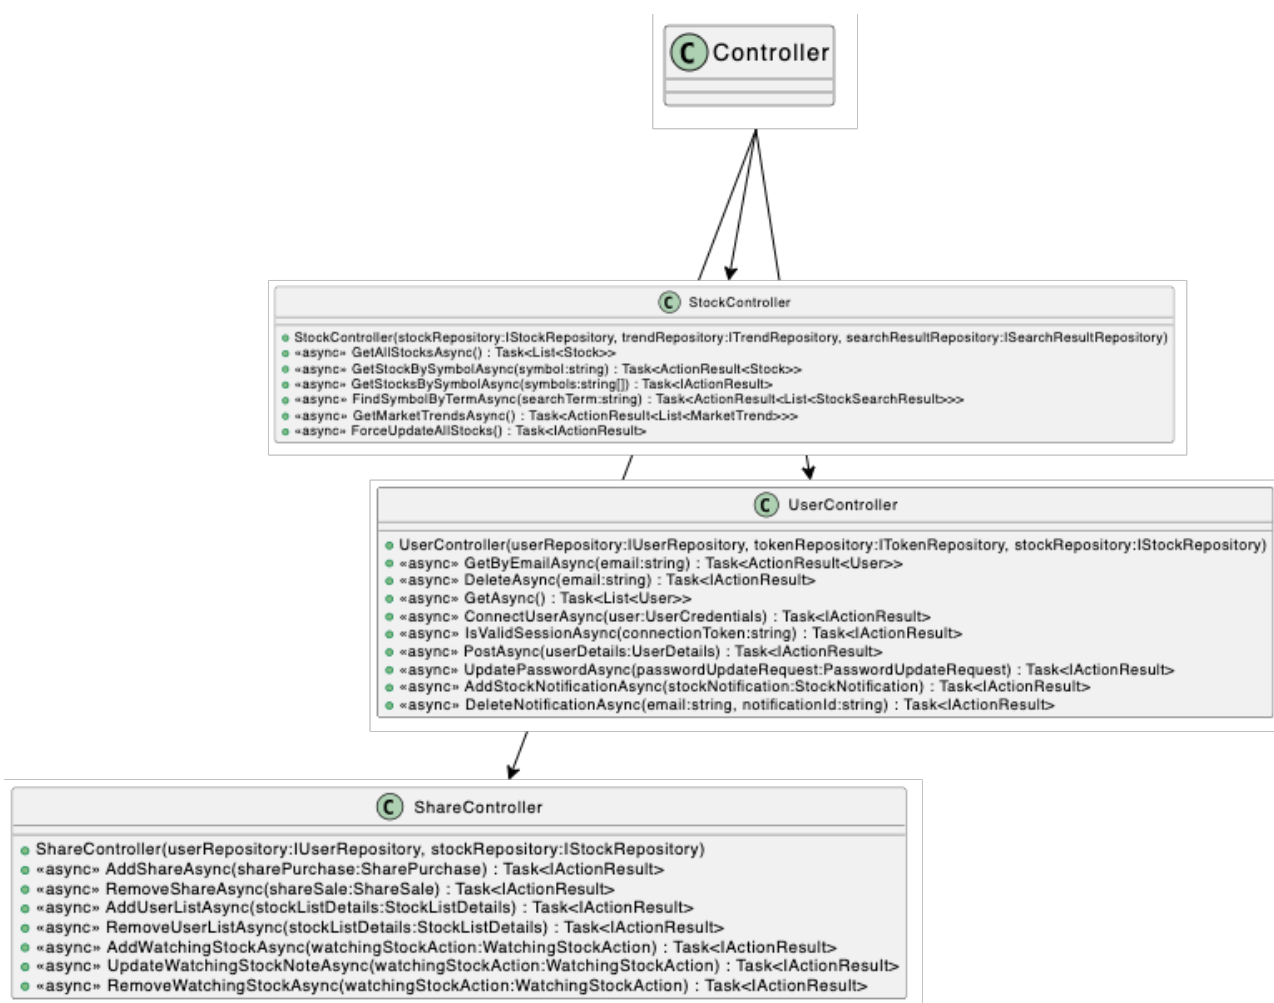 C Controller
C StockController
StockController(stockRepository:IStockRepository, trendRepository:ITrendRepository, searchResultRepository:ISearchResultRepository)
«async» GetAllStocksAsync() : Task<List<Stock>>
«async» GetStockBySymbolAsync(symbol:string) : Task<ActionResult<Stock>>
«async» GetStocksBySymbolAsync(symbols:string[]) : Task<IActionResult>
«async» FindSymbolByTermAsync(searchTerm:string) : Task<ActionResult<List<StockSearchResult>>>
«async» GetMarketTrendsAsync() : Task<ActionResult<List<MarketTrend>>>
«async» ForceUpdateAllStocks() : Task<IActionResult>
C UserController
UserController(userRepository:IUserRepository, tokenRepository:ITokenRepository, stockRepository:IStockRepository)
«async» GetByEmailAsync(email:string) : Task<ActionResult<User>>
«async» DeleteAsync(email:string) : Task<IActionResult>
«async» GetAsync() : Task<List<User>>
«async» ConnectUserAsync(user:UserCredentials) : Task<IActionResult>
«async» IsValidSessionAsync(connectionToken:string) : Task<IActionResult>
«async» PostAsync(userDetails:UserDetails) : Task<IActionResult>
«async» UpdatePasswordAsync(passwordUpdateRequest:PasswordUpdateRequest) : Task<IActionResult>
«async» AddStockNotificationAsync(stockNotification:StockNotification) : Task<IActionResult>
«async» DeleteNotificationAsync(email:string, notificationId:string) : Task<IActionResult>
C ShareController
ShareController(userRepository:IUserRepository, stockRepository:IStockRepository)
«async» AddShareAsync(sharePurchase:SharePurchase) : Task<IActionResult>
«async» RemoveShareAsync(shareSale:ShareSale) : Task<IActionResult>
«async» AddUserListAsync(stockListDetails:StockListDetails) : Task<IActionResult>
«async» RemoveUserListAsync(stockListDetails:StockListDetails) : Task<IActionResult>
«async» AddWatchingStockAsync(watchingStockAction:WatchingStockAction) : Task<IActionResult>
«async» UpdateWatchingStockNoteAsync(watchingStockAction:WatchingStockAction) : Task<IActionResult>
«async» RemoveWatchingStockAsync(watchingStockAction:WatchingStockAction) : Task<IActionResult>